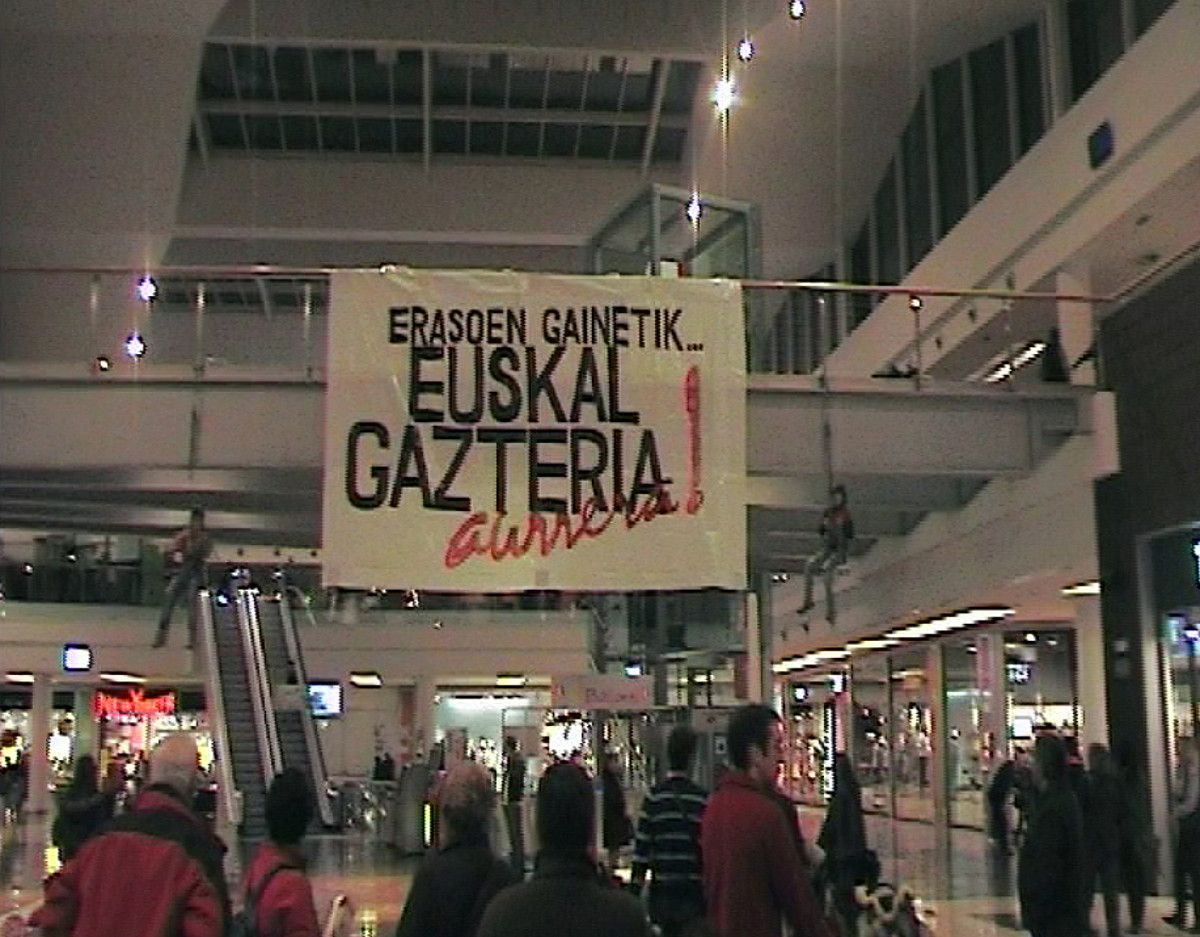 ERASOEN GAINETIK...
EUSKAL
GAZTERIA
aurrera!